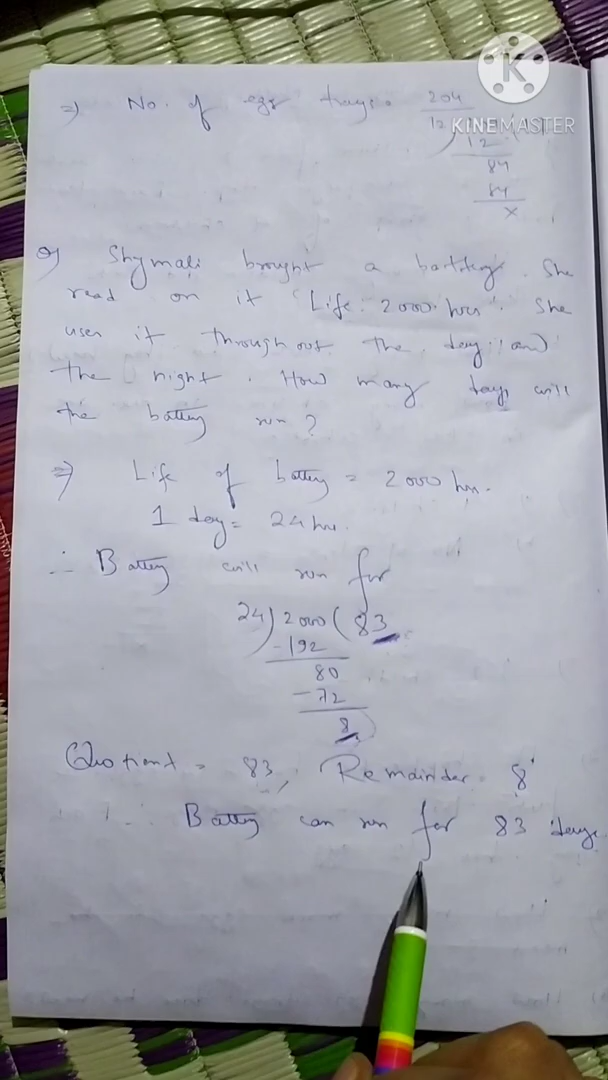 ⇒ No. of egg trays = 204
12
KINEMASTER
12
84
84
x
Q Shymali brought a battery. She
read on it "Life 2000 hrs". She
uses it throughout the day and
the night. How many days will
the battery run?
⇒ Life of battery = 2000 hrs.
1 day = 24 hrs.
∴ Battery will run for
24) 2000 ( 83
-192
80
-72
8
Quotient = 83, Remainder = 8
Battery can run for 83 days